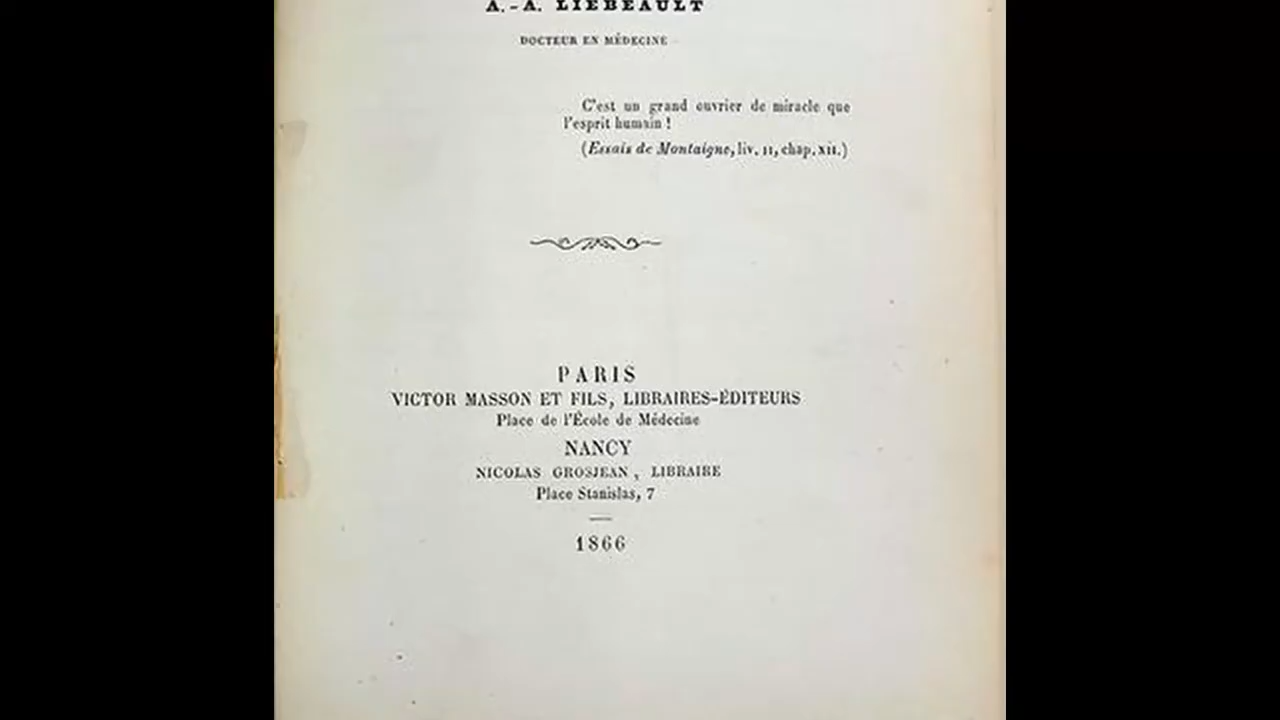 A.-A. LIÉBEAULT
DOCTEUR EN MÉDECINE
C'est un grand ouvrier de miracle que
l'esprit humain !
(Essais de Montaigne, liv. II, chap. XII.)
PARIS
VICTOR MASSON ET FILS, LIBRAIRES-ÉDITEURS
Place de l'École de Médecine
NANCY
NICOLAS GROSJEAN, LIBRAIRE
Place Stanislas, 7
1866